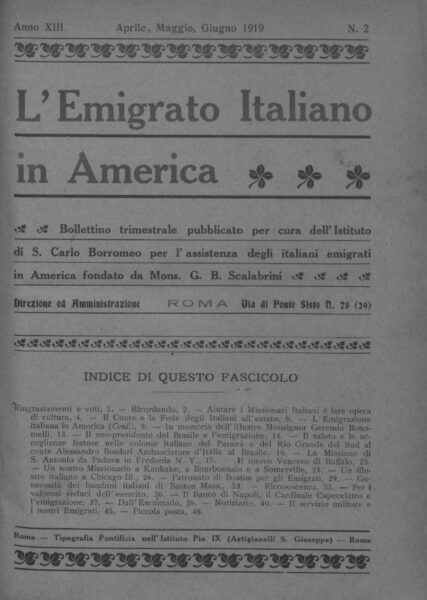 Anno XIII. Aprile, Maggio, Giugno 1919 N. 2
L'Emigrato Italiano
in America
Bollettino trimestrale pubblicato per cura dell'Istituto
di S. Carlo Borromeo per l'assistenza degli italiani emigrati
in America fondato da Mons. G. B. Scalabrini
Direzione ed Amministrazione ROMA Via di Ponte Sisto N. 75 (29)
INDICE DI QUESTO FASCICOLO
Ringraziamenti e voti, 1. — Ricordando, 2. — Aiutare i Missionari Italiani è fare opera
di cultura, 4. — Il Cuore e la Fede degli Italiani all'estero, 6. — L'Emigrazione
italiana in America (Cont.), 9. — In memoria dell'illustre Monsignor Geremia Bono-
melli, 13. — Il neo-presidente del Brasile e l'emigrazione, 14. — Il saluto e le ac-
coglienze festose nelle colonie italiane del Paranà e del Rio Grande del Sud al
conte Alessandro Bosdari Ambasciatore d'Italia al Brasile, 16. — La Missione di
S. Antonio da Padova in Fredonia N. Y., 17. — Il nuovo Vescovo di Buffalo, 23.
— Un nostro Missionario a Kankake, a Bourbonnais e a Somerville, 21. — Un illu-
stre italiano a Chicago Ill., 26. — Patronato di Boston per gli Emigrati, 29. — Ge-
nerosità dei bambini italiani di Boston Mass., 33. — Riconoscenza, 33. — Per i
valorosi reduci dell'esercito, 36. — Il Banco di Napoli, il Cardinale Capecelatro e
l'emigrazione, 37. — Dall'Encantado, 39. — Notiziario, 40. — Il servizio militare e
i nostri Emigrati, 45. — Piccola posta, 48.
Roma — Tipografia Pontificia nell'Istituto Pio IX (Artigianelli S. Giuseppe) — Roma